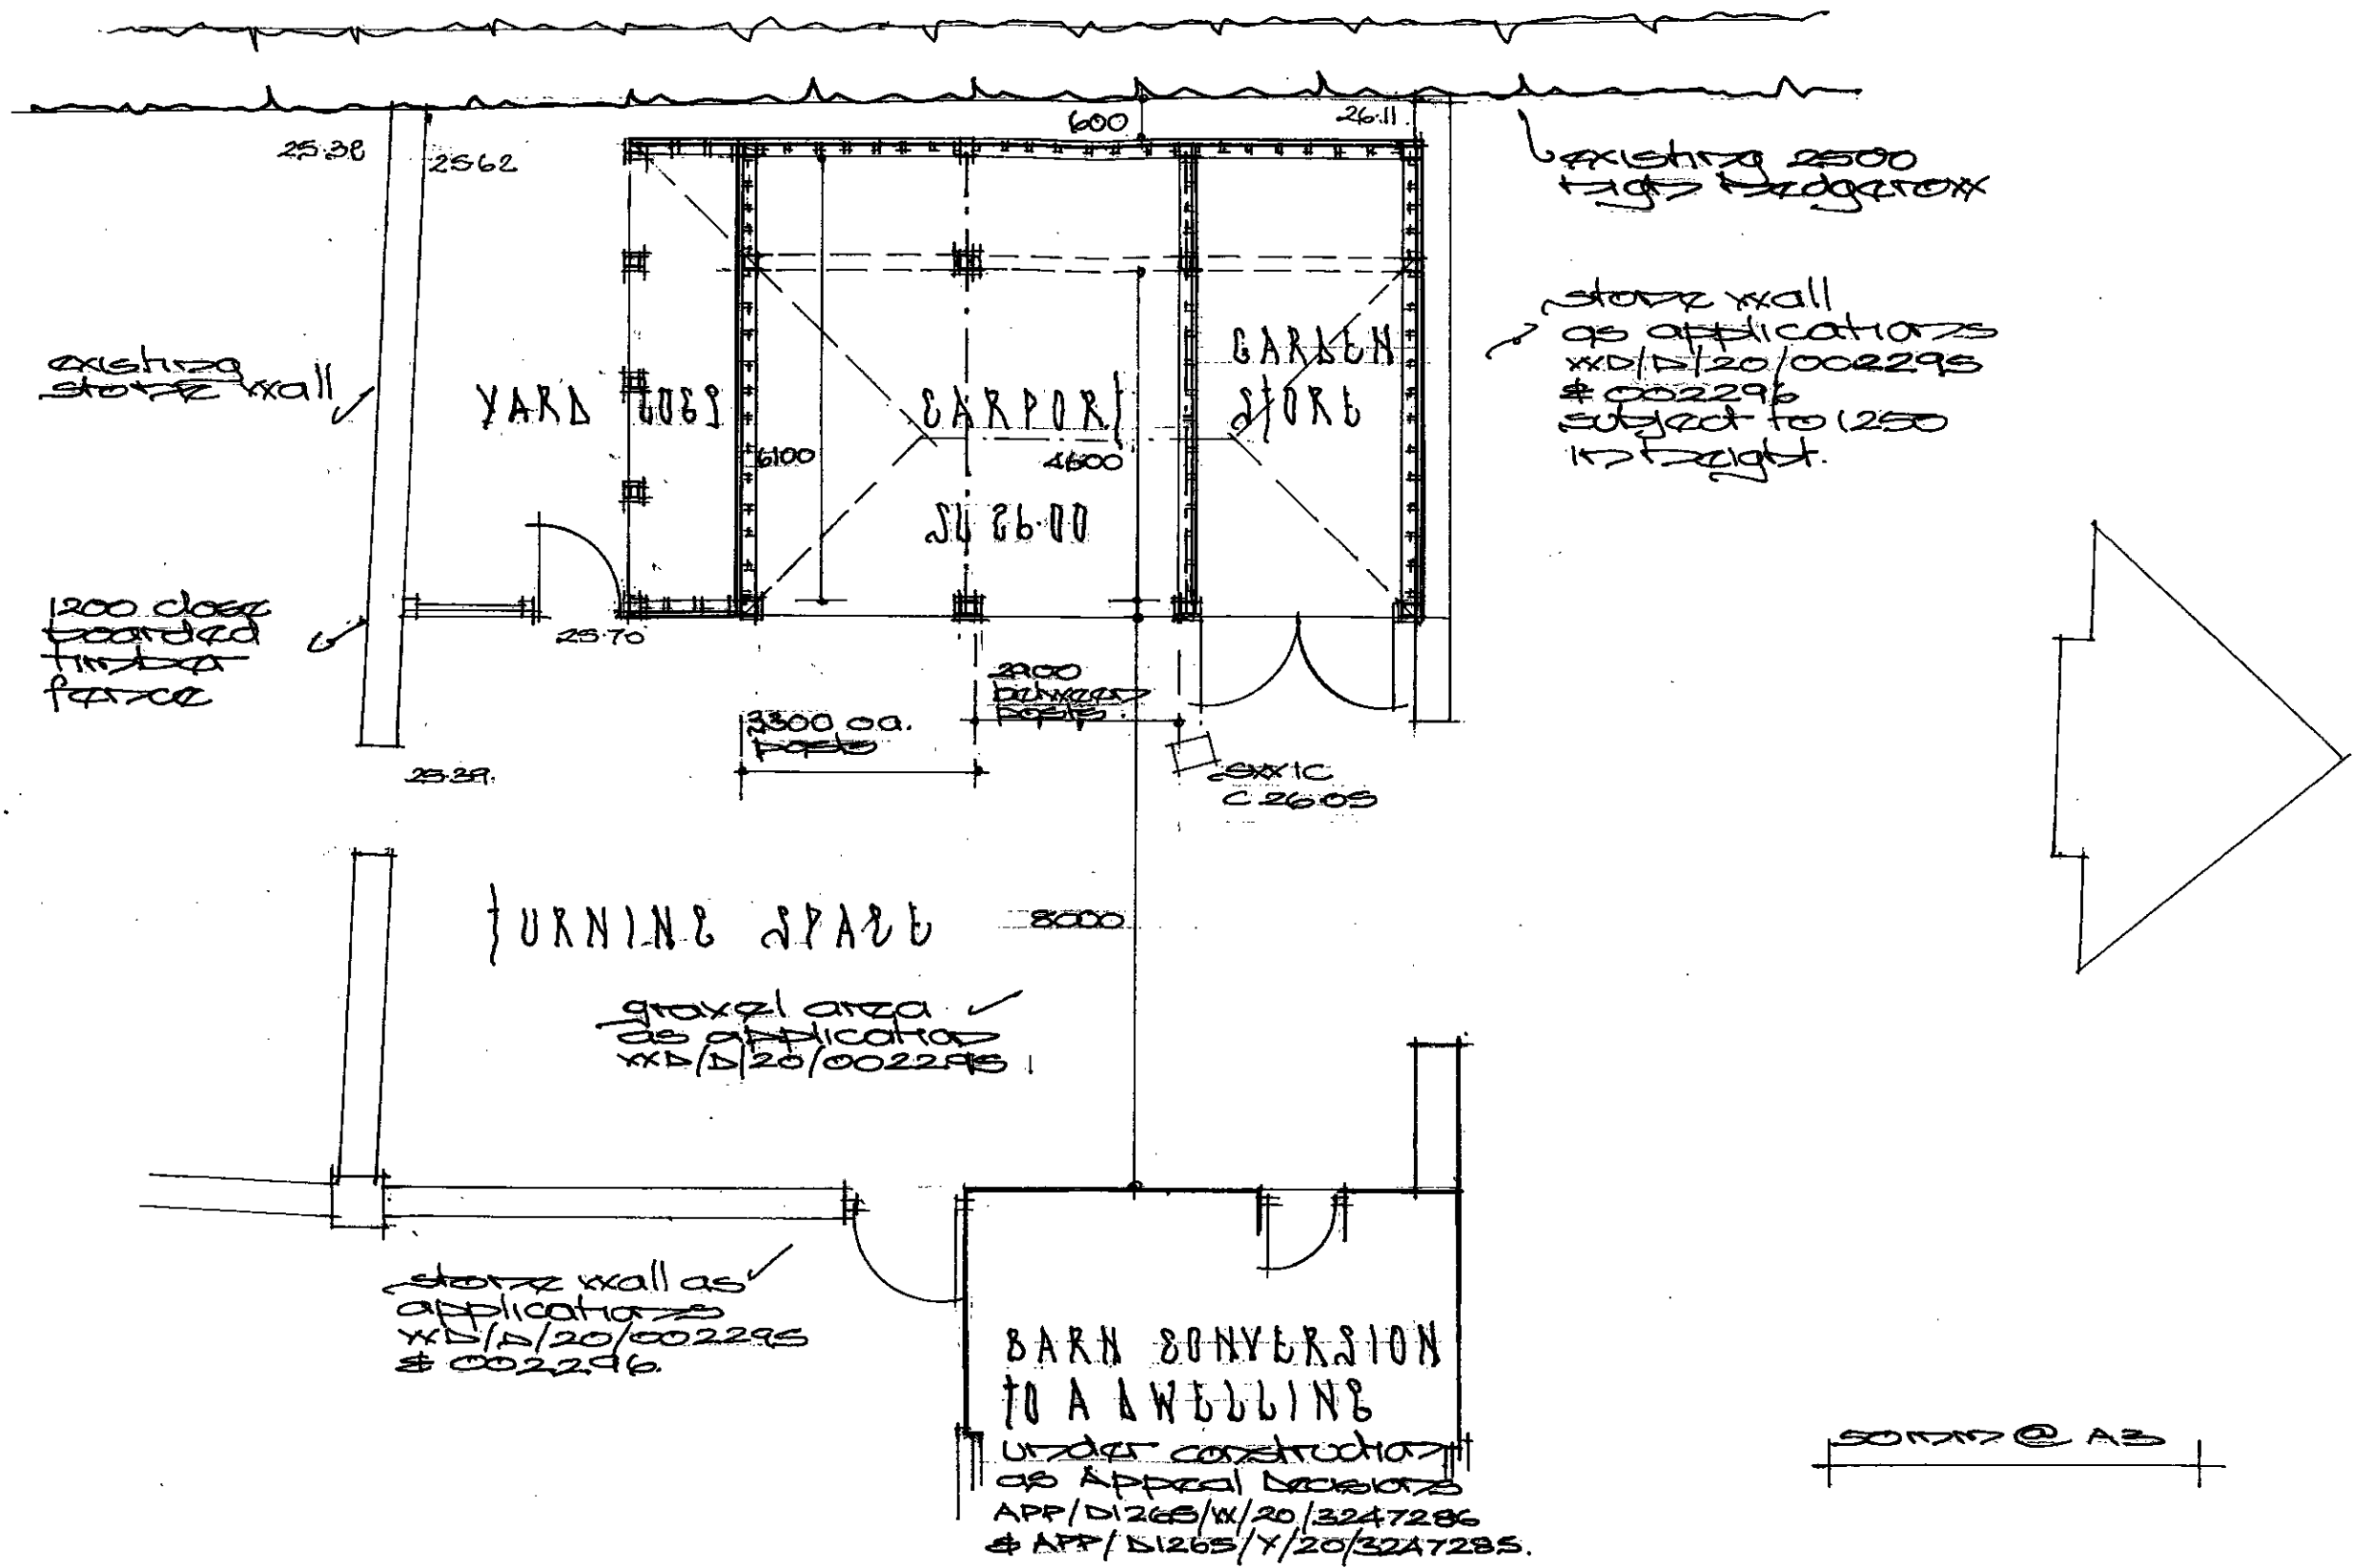 600
26.11
25.38
25.62
existing 2500
high hedgerow
stone wall
as applications
WD/D/20/002295
& 002296
subject to 1250
in height.
existing
stone wall
YARD
LOGS
CARPORT
GARDEN
STORE
6100
4600
SL 26.00
1200 close
boarded
timber
fence
25.70
2900
between
posts.
3300 oa.
posts
25.39.
SWIC
C 26.05
TURNING SPACE
8000
gravel area
as application
WD/D/20/002295
stone wall as
applications
WD/D/20/002295
& 002296.
BARN CONVERSION
TO A DWELLING
under construction
as Appeal Decisions
APP/D1265/W/20/3247286
& APP/D1265/Y/20/3247285.
50mm @ A3